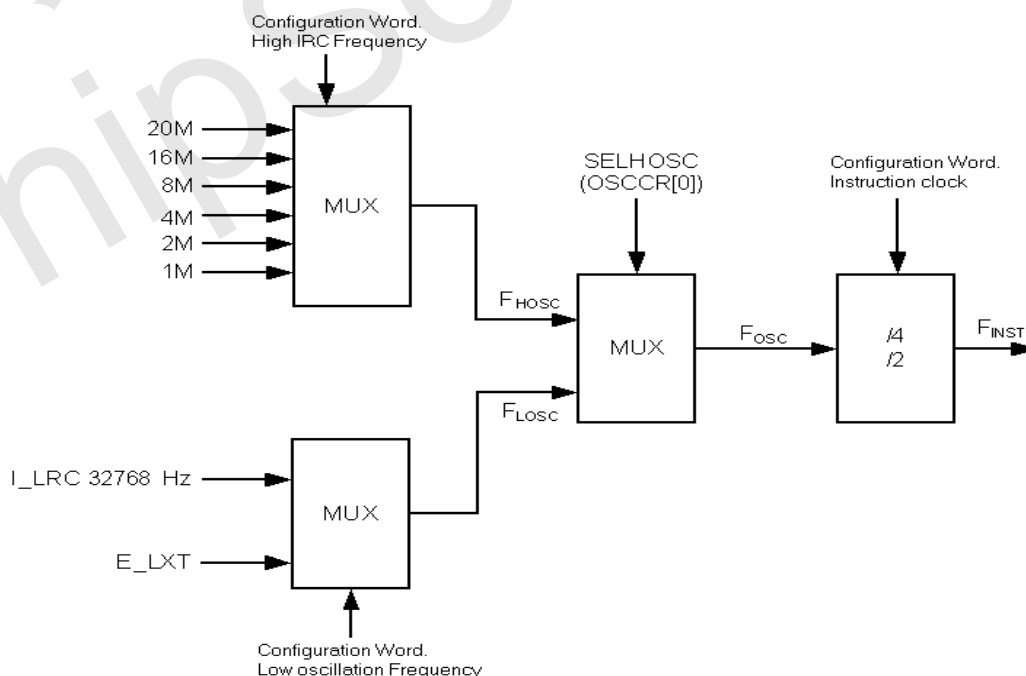 Configuration Word.
High IRC Frequency
20M
16M
8M
4M
2M
1M
MUX
SELHOSC
(OSCCR[0])
Configuration Word.
Instruction clock
FHOSC
MUX
FOSC
/4
/2
FINST
FLOSC
I_LRC 32768 Hz
E_LXT
MUX
Configuration Word.
Low oscillation Frequency